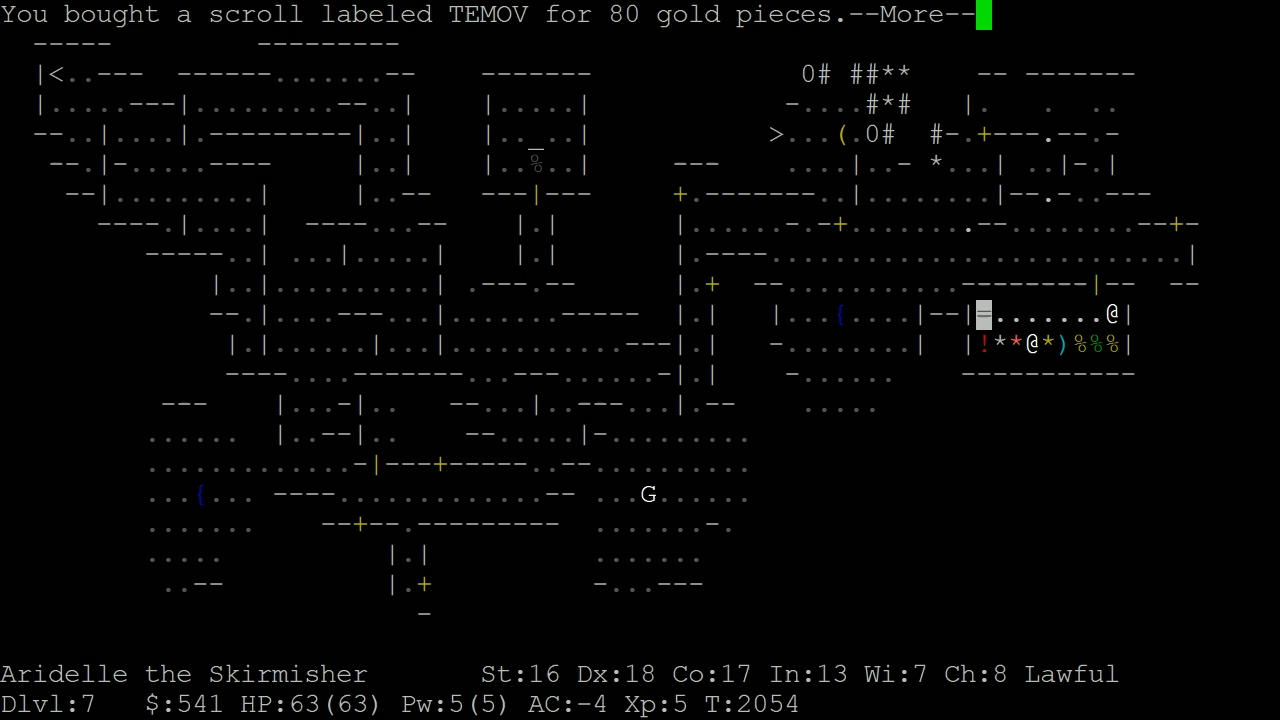 You bought a scroll labeled TEMOV for 80 gold pieces.--More--
Aridelle the Skirmisher St:16 Dx:18 Co:17 In:13 Wi:7 Ch:8 Lawful
Dlvl:7 $:541 HP:63(63) Pw:5(5) AC:-4 Xp:5 T:2054